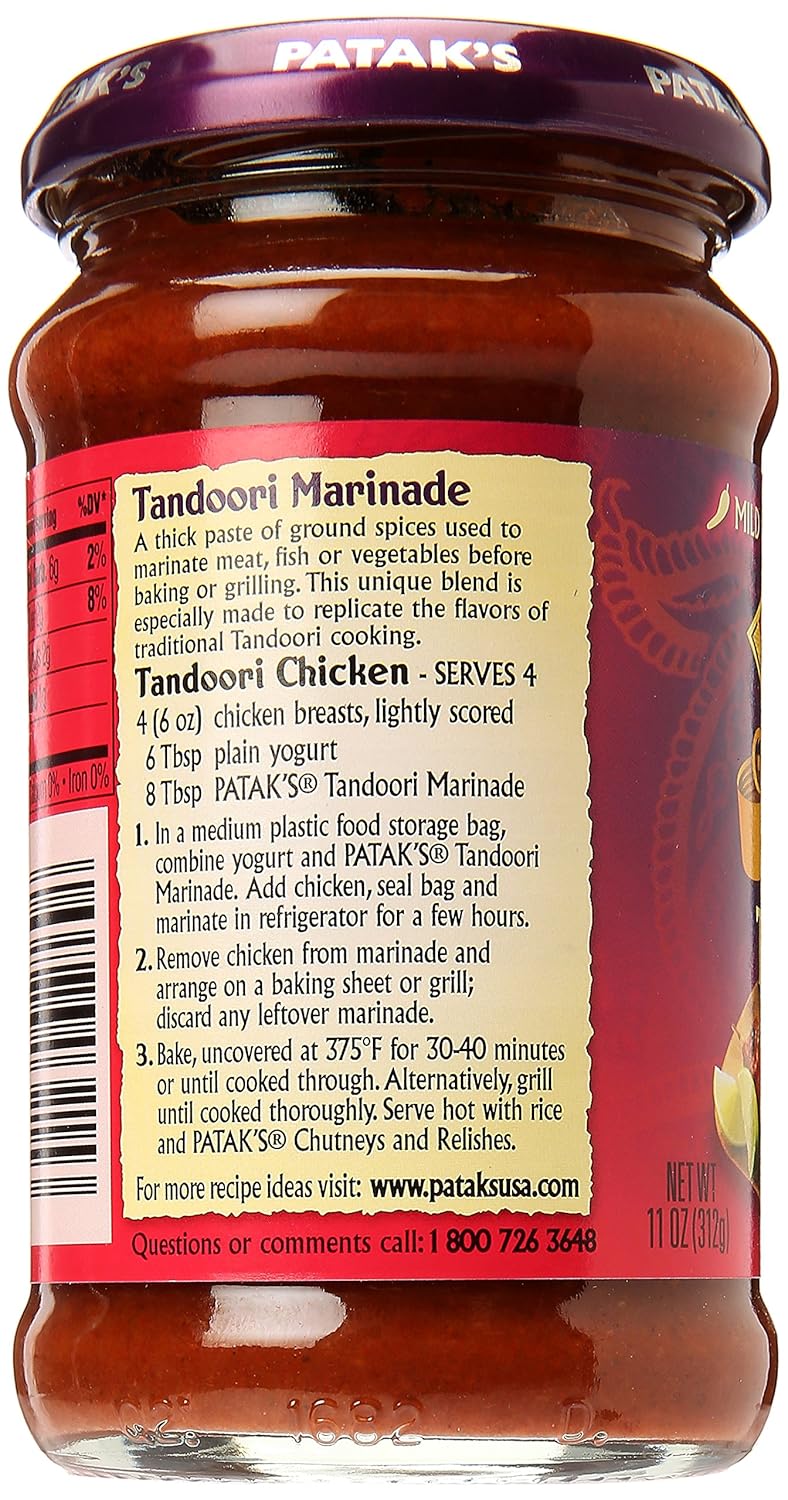 PATAK'S
%DV*
6g 2%
8%
0% • Iron 0%
Tandoori Marinade
A thick paste of ground spices used to
marinate meat, fish or vegetables before
baking or grilling. This unique blend is
especially made to replicate the flavors of
traditional Tandoori cooking.
Tandoori Chicken - SERVES 4
4 (6 oz) chicken breasts, lightly scored
6 Tbsp plain yogurt
8 Tbsp PATAK'S® Tandoori Marinade
1. In a medium plastic food storage bag,
combine yogurt and PATAK'S® Tandoori
Marinade. Add chicken, seal bag and
marinate in refrigerator for a few hours.
2. Remove chicken from marinade and
arrange on a baking sheet or grill;
discard any leftover marinade.
3. Bake, uncovered at 375°F for 30-40 minutes
or until cooked through. Alternatively, grill
until cooked thoroughly. Serve hot with rice
and PATAK'S® Chutneys and Relishes.
For more recipe ideas visit: www.pataksusa.com
Questions or comments call: 1 800 726 3648
MILD
NET WT
11 OZ (312g)
1682 D.